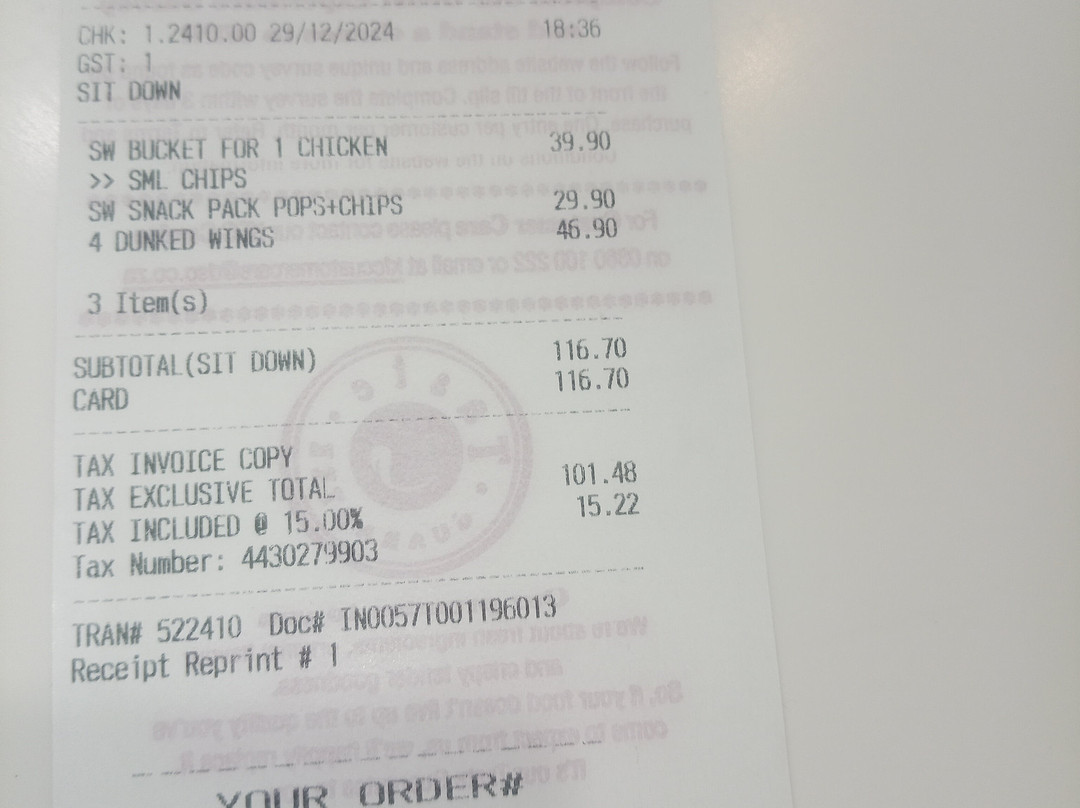 CHK: 1.2410.00 29/12/2024 18:36
GST: 1
SIT DOWN
SW BUCKET FOR 1 CHICKEN 39.90
>> SML CHIPS
SW SNACK PACK POPS+CHIPS 29.90
4 DUNKED WINGS 46.90
3 Item(s)
SUBTOTAL(SIT DOWN) 116.70
CARD 116.70
TAX INVOICE COPY
TAX EXCLUSIVE TOTAL 101.48
TAX INCLUDED @ 15.00% 15.22
Tax Number: 4430279903
TRAN# 522410 Doc# IN0057T001196013
Receipt Reprint # 1
YOUR ORDER#